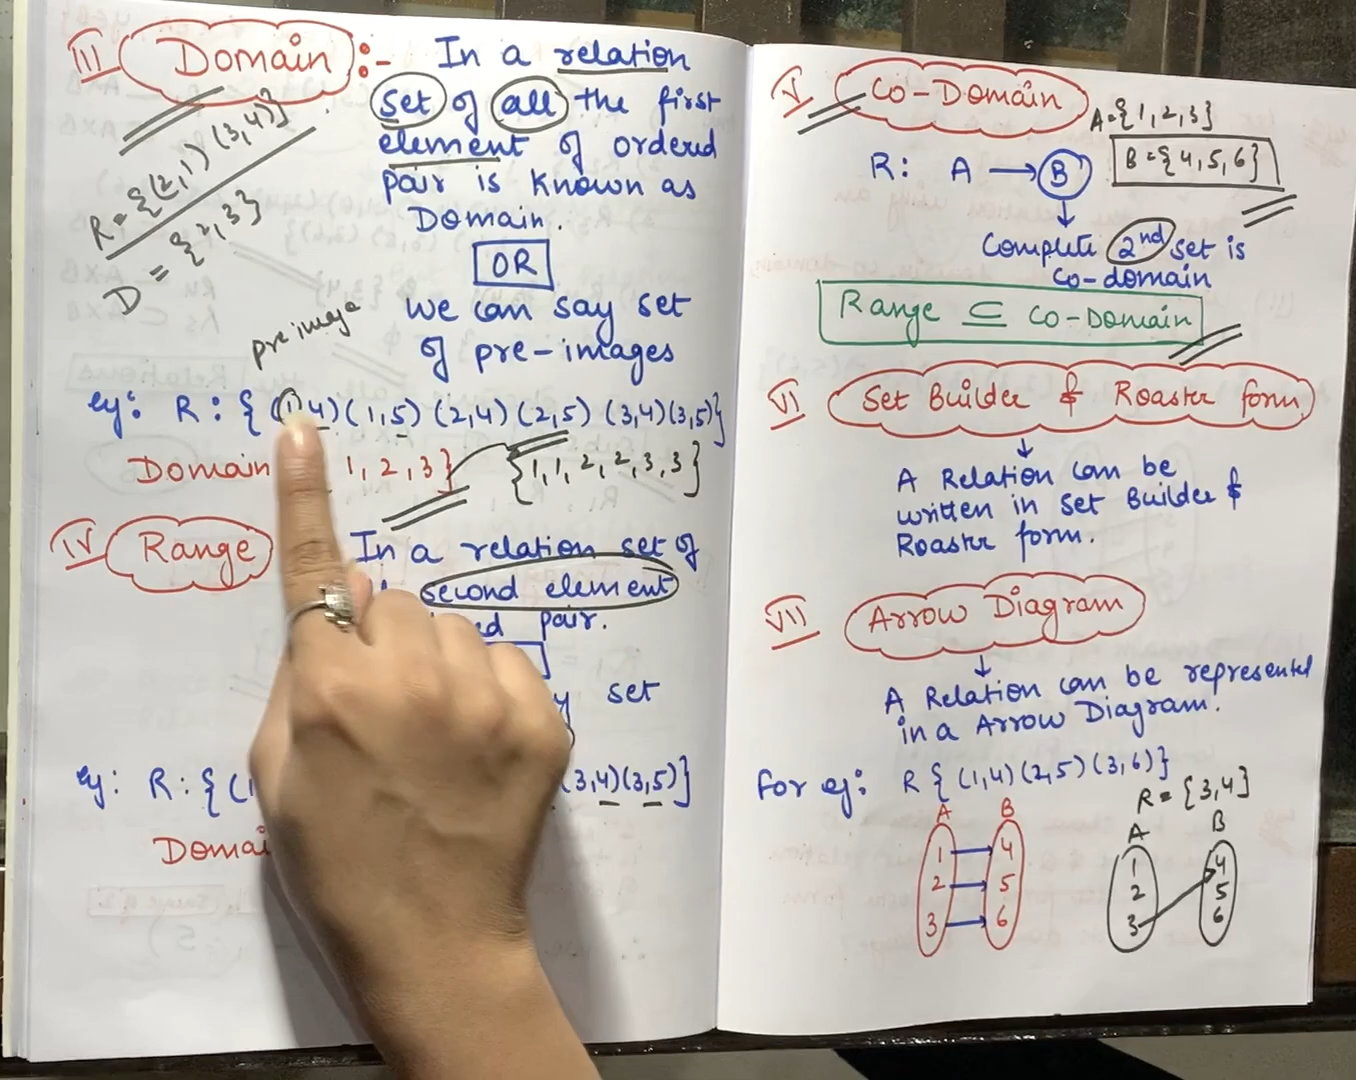 III Domain :- In a relation
set of all the first
element of ordered
pair is known as
Domain.
OR
we can say set
of pre-images
R = {(2,1) (3,4)}
D = {2,3}
pre image
eg: R : { (1,4) (1,5) (2,4) (2,5) (3,4) (3,5)}
Domain 1, 2, 3} {1,1,2,2,3,3}
IV Range In a relation set of
second element
pair.
set
eg: R : {(1 (3,4) (3,5)}
V Co-Domain
A={1,2,3}
R: A → B B={4,5,6}
Complete 2nd set is
Co-domain
Range ⊆ Co-Domain
VI Set Builder & Roaster form
A Relation can be
written in Set Builder &
Roaster form.
VII Arrow Diagram
A Relation can be represented
in a Arrow Diagram.
For eg: R { (1,4) (2,5) (3,6)}
R = {3,4}
A B A B
1 4 1 4
2 5 2 5
3 6 3 6